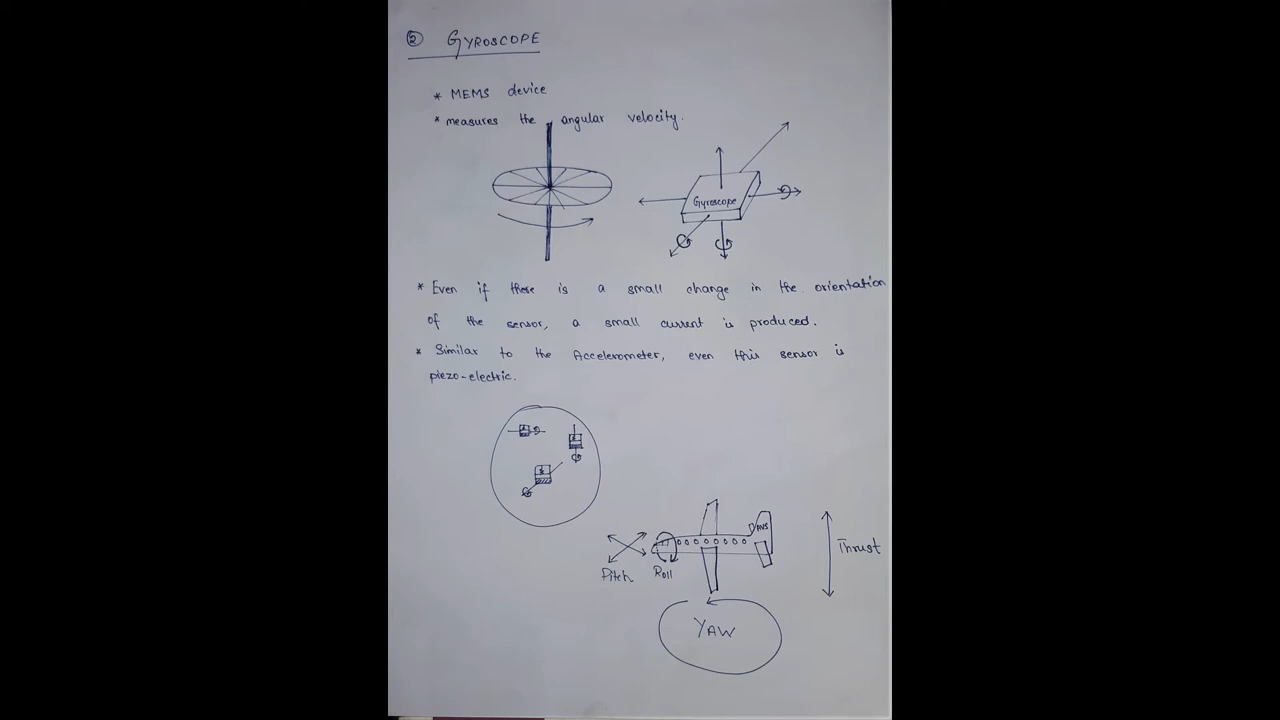 ② GYROSCOPE
* MEMS device
* measures the angular velocity.
Gyroscope
* Even if there is a small change in the orientation
of the sensor, a small current is produced.
* Similar to the Accelerometer, even this sensor is
piezo-electric.
Thrust
Pitch
Roll
YAW